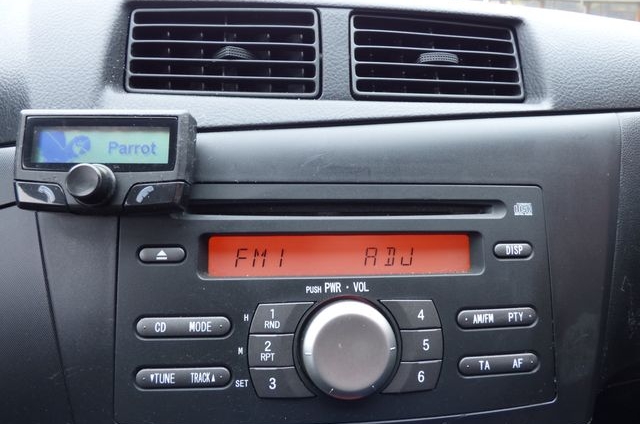 Parrot
disc
FM1 ADJ
DISP
PUSH PWR · VOL
H 1 RND
4
CD MODE
AM/FM PTY
M 2 RPT
5
TA AF
▼TUNE TRACK▲
SET 3
6